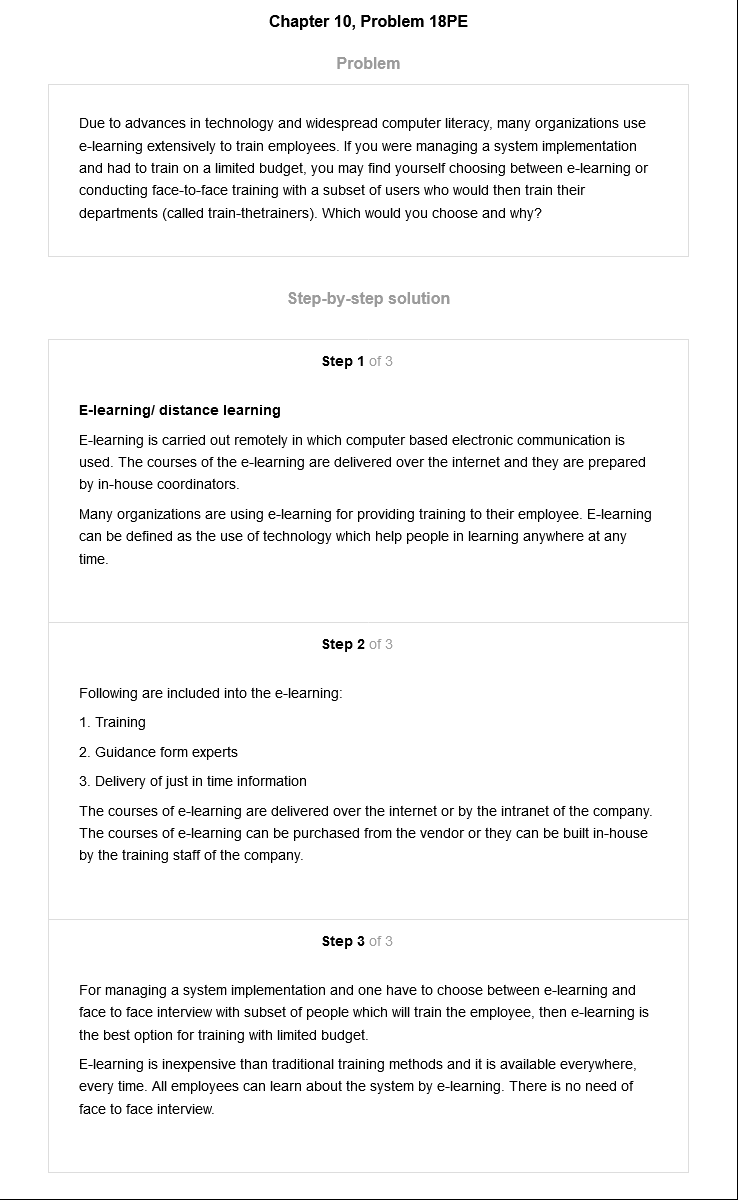 Chapter 10, Problem 18PE
Problem
Due to advances in technology and widespread computer literacy, many organizations use
e-learning extensively to train employees. If you were managing a system implementation
and had to train on a limited budget, you may find yourself choosing between e-learning or
conducting face-to-face training with a subset of users who would then train their
departments (called train-thetrainers). Which would you choose and why?
Step-by-step solution
Step 1 of 3
E-learning/ distance learning
E-learning is carried out remotely in which computer based electronic communication is
used. The courses of the e-learning are delivered over the internet and they are prepared
by in-house coordinators.
Many organizations are using e-learning for providing training to their employee. E-learning
can be defined as the use of technology which help people in learning anywhere at any
time.
Step 2 of 3
Following are included into the e-learning:
1. Training
2. Guidance form experts
3. Delivery of just in time information
The courses of e-learning are delivered over the internet or by the intranet of the company.
The courses of e-learning can be purchased from the vendor or they can be built in-house
by the training staff of the company.
Step 3 of 3
For managing a system implementation and one have to choose between e-learning and
face to face interview with subset of people which will train the employee, then e-learning is
the best option for training with limited budget.
E-learning is inexpensive than traditional training methods and it is available everywhere,
every time. All employees can learn about the system by e-learning. There is no need of
face to face interview.